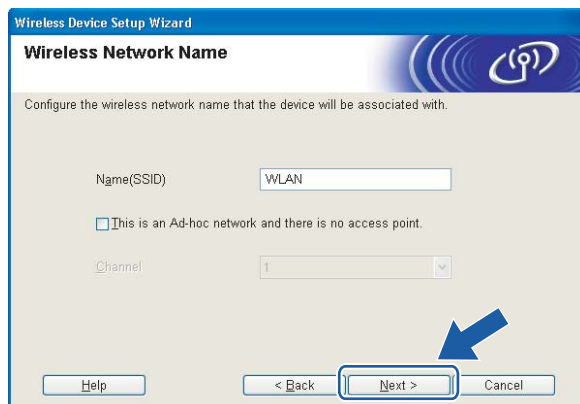 Wireless Device Setup Wizard
Wireless Network Name
Configure the wireless network name that the device will be associated with.
Name(SSID) WLAN
This is an Ad-hoc network and there is no access point.
Channel 1
Help < Back Next > Cancel